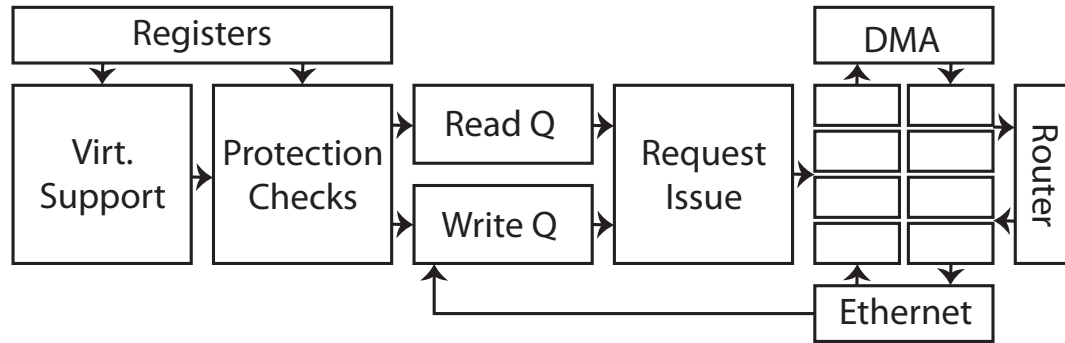 Registers
DMA
Virt.
Support
Protection
Checks
Read Q
Write Q
Request
Issue
Router
Ethernet